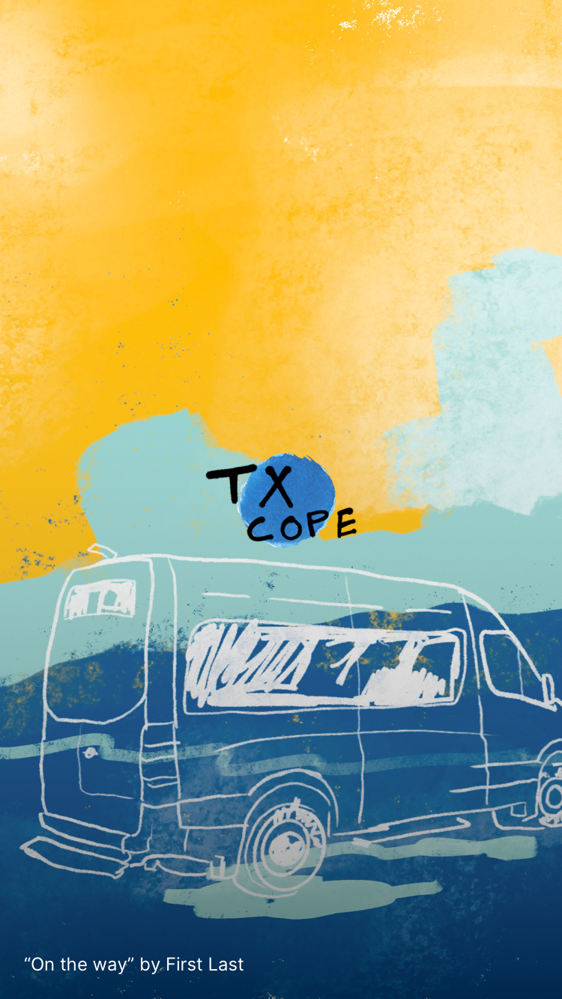 TX
COPE
“On the way” by First Last